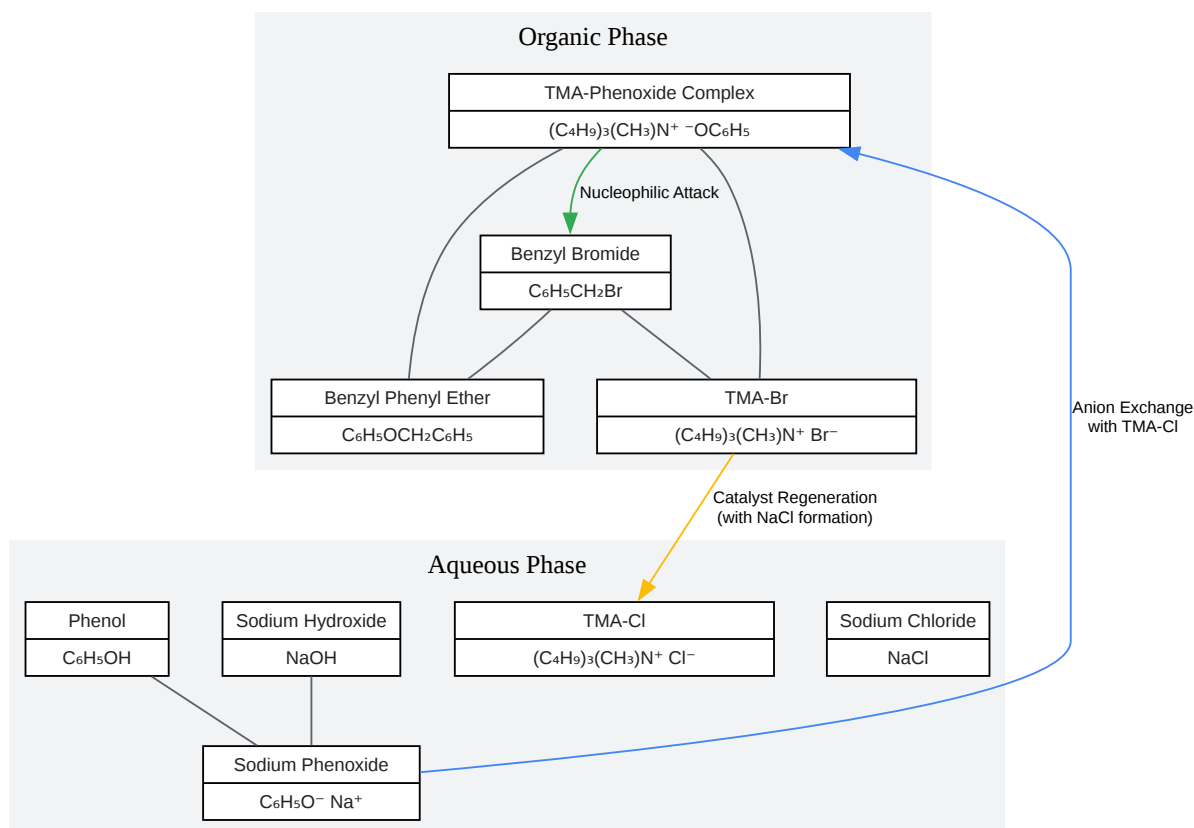 Organic Phase
TMA-Phenoxide Complex
(C₄H₉)₃(CH₃)N⁺ ⁻OC₆H₅
Nucleophilic Attack
Benzyl Bromide
C₆H₅CH₂Br
Benzyl Phenyl Ether
C₆H₅OCH₂C₆H₅
TMA-Br
(C₄H₉)₃(CH₃)N⁺ Br⁻
Anion Exchange
with TMA-Cl
Catalyst Regeneration
(with NaCl formation)
Aqueous Phase
Phenol
C₆H₅OH
Sodium Hydroxide
NaOH
TMA-Cl
(C₄H₉)₃(CH₃)N⁺ Cl⁻
Sodium Chloride
NaCl
Sodium Phenoxide
C₆H₅O⁻ Na⁺